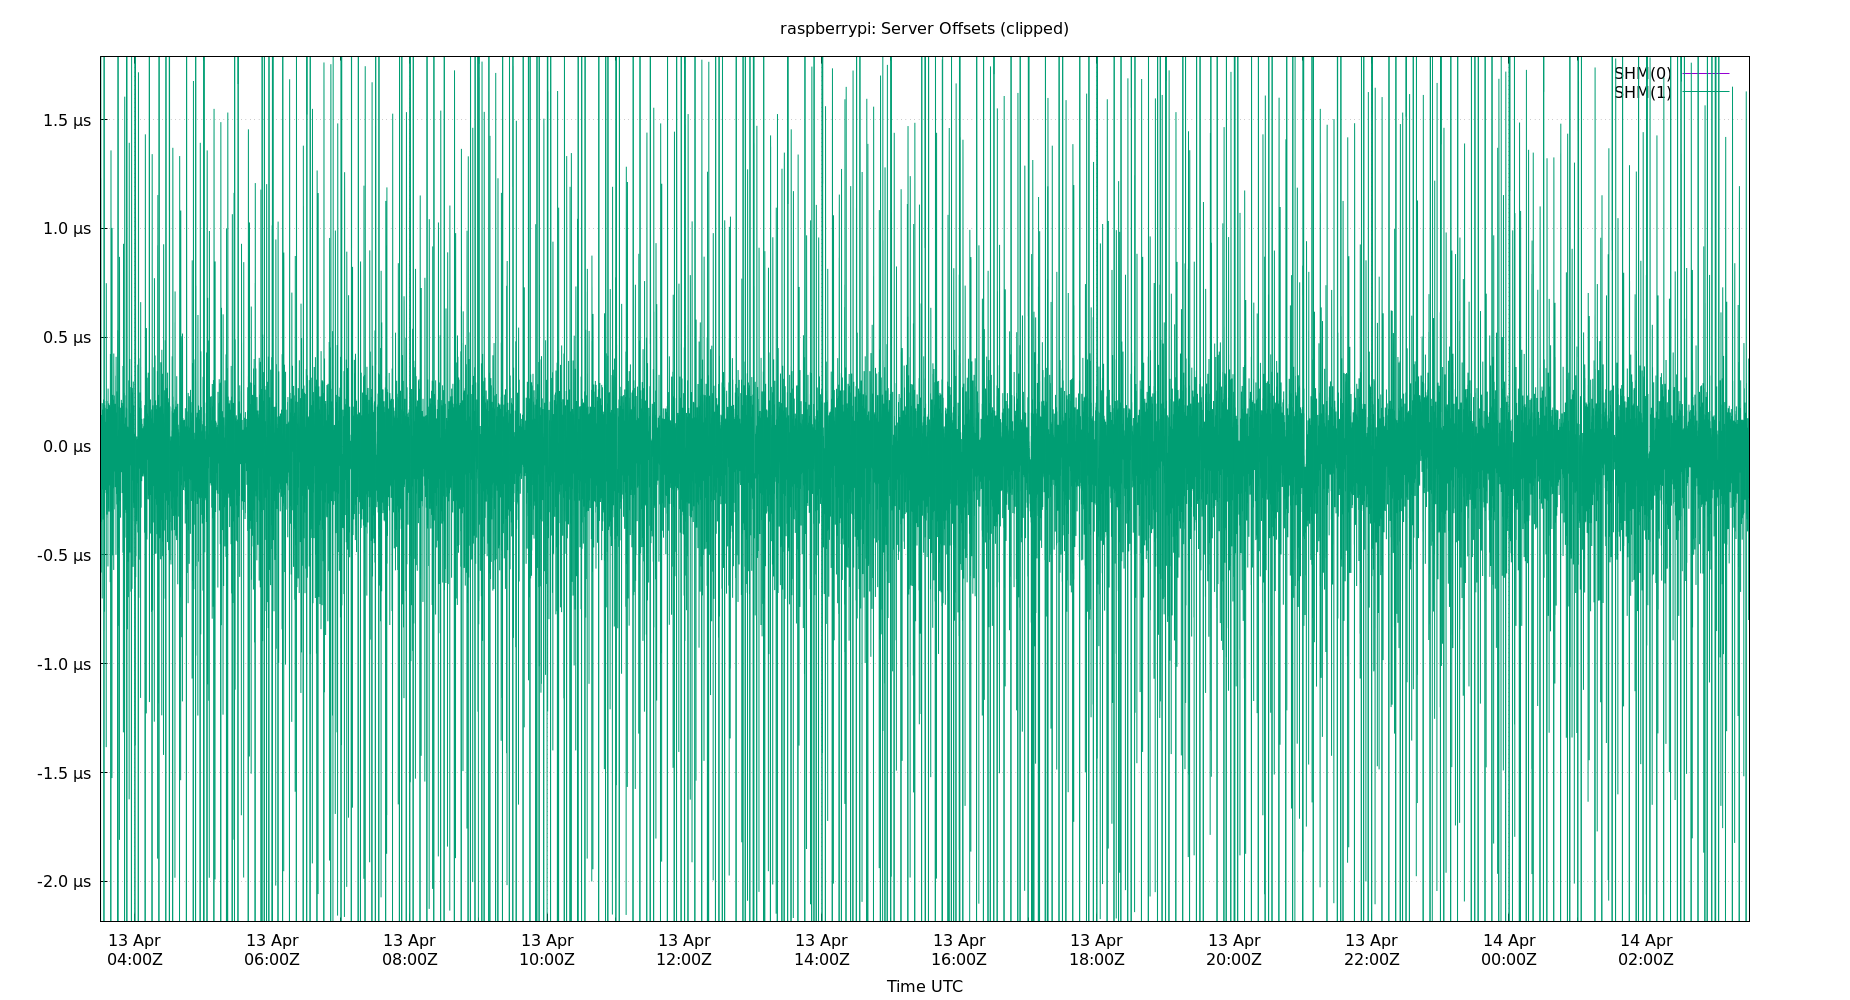 raspberrypi: Server Offsets (clipped)
SHM(0)
SHM(1)
1.5 µs
1.0 µs
0.5 µs
0.0 µs
-0.5 µs
-1.0 µs
-1.5 µs
-2.0 µs
13 Apr 13 Apr 13 Apr 13 Apr 13 Apr 13 Apr 13 Apr 13 Apr 13 Apr 13 Apr 14 Apr 14 Apr
04:00Z 06:00Z 08:00Z 10:00Z 12:00Z 14:00Z 16:00Z 18:00Z 20:00Z 22:00Z 00:00Z 02:00Z
Time UTC